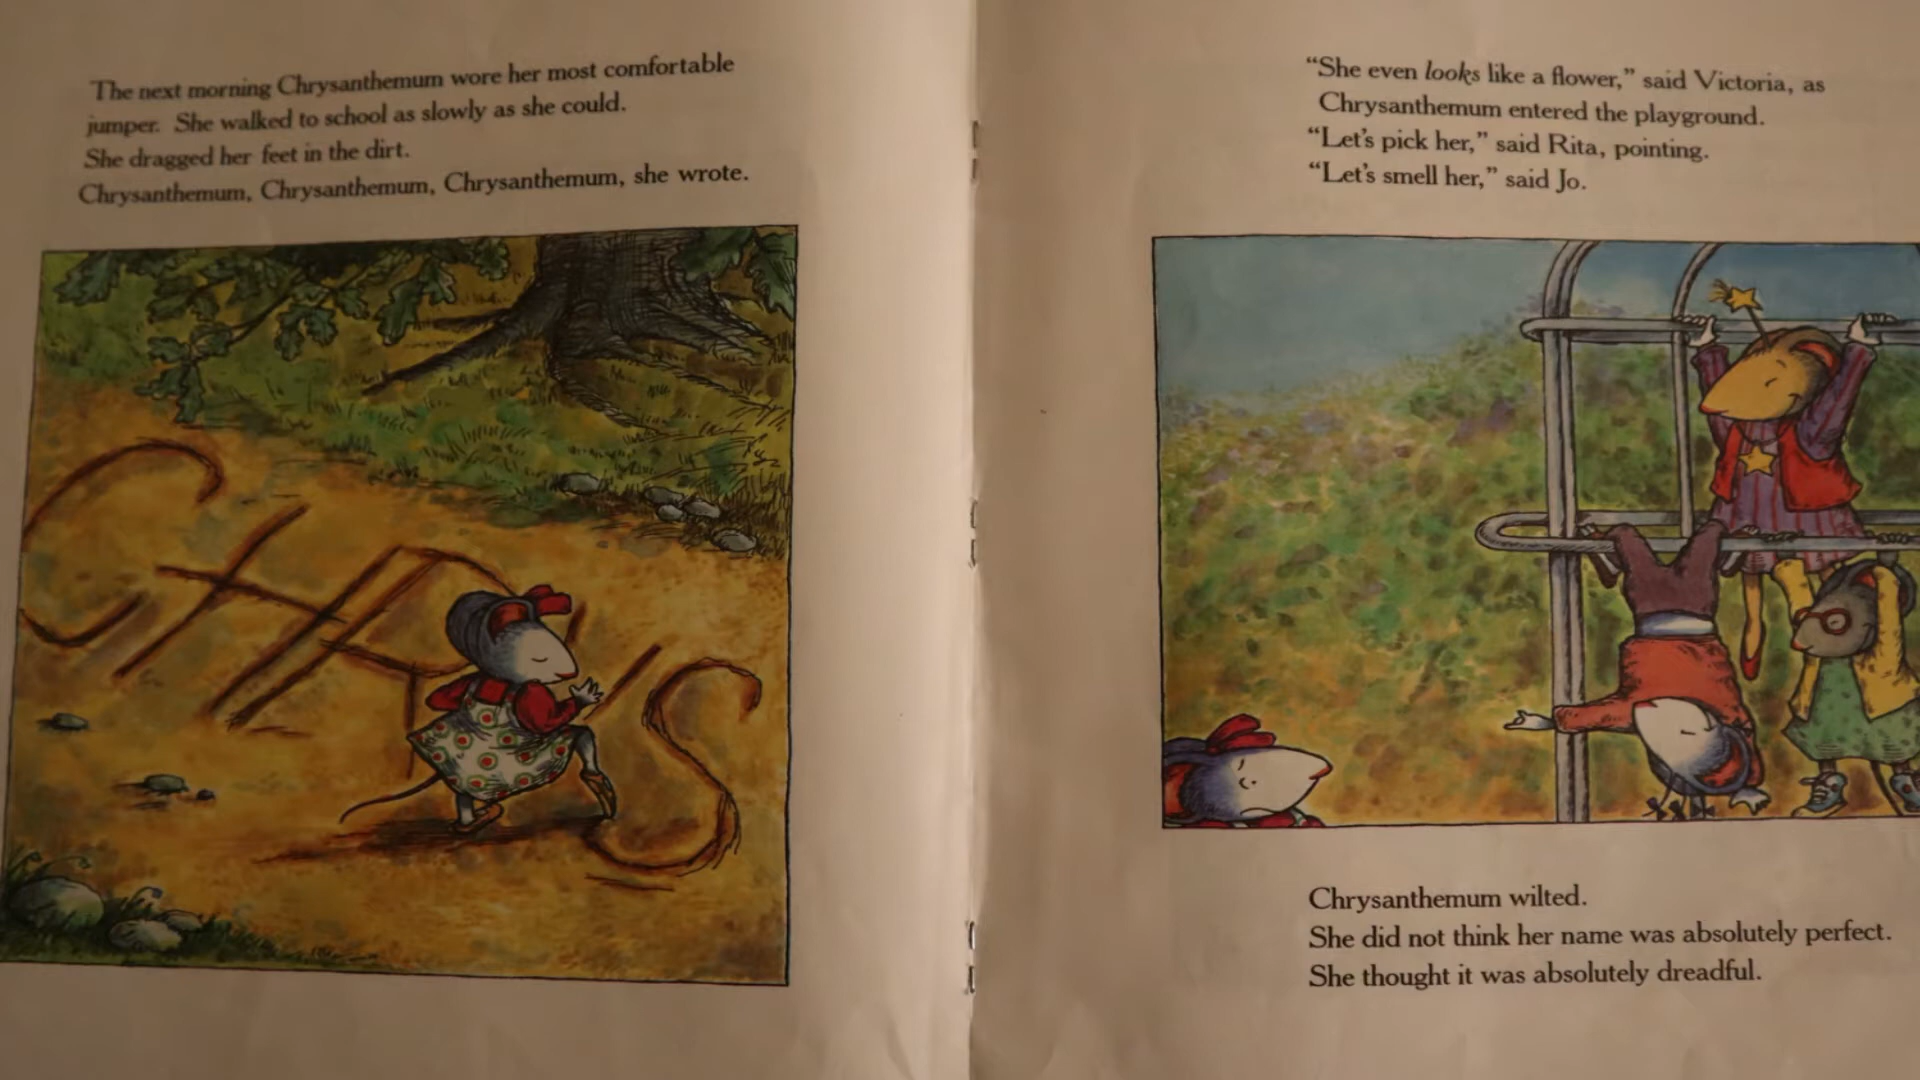 The next morning Chrysanthemum wore her most comfortable
jumper. She walked to school as slowly as she could.
She dragged her feet in the dirt.
Chrysanthemum, Chrysanthemum, Chrysanthemum, she wrote.
CHRYS
“She even looks like a flower,” said Victoria, as
Chrysanthemum entered the playground.
“Let’s pick her,” said Rita, pointing.
“Let’s smell her,” said Jo.
Chrysanthemum wilted.
She did not think her name was absolutely perfect.
She thought it was absolutely dreadful.